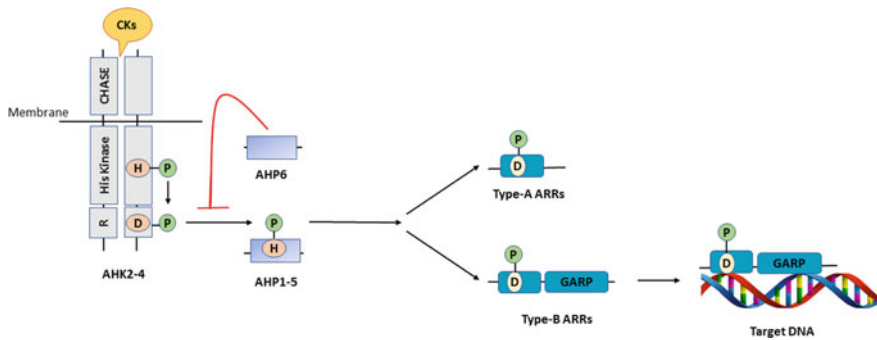 CKs
CHASE
Membrane
His Kinase
H
P
R
D
P
AHK2-4
AHP6
P
H
AHP1-5
P
D
Type-A ARRs
P
D
GARP
Type-B ARRs
P
D
GARP
Target DNA